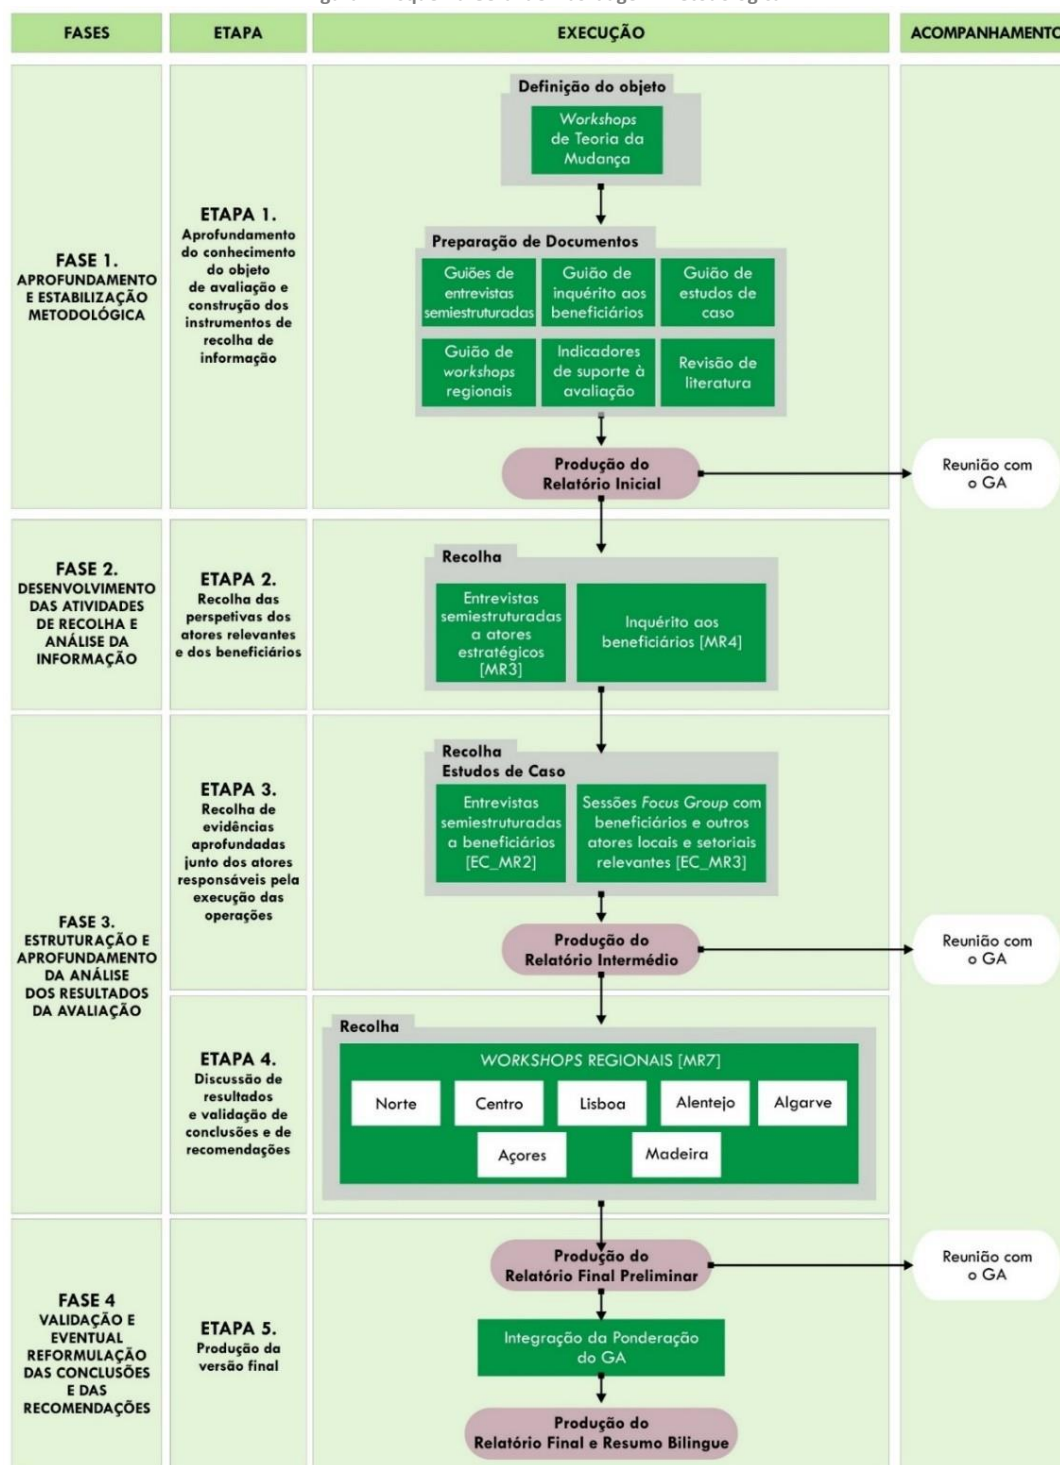 FASES
ETAPA
EXECUÇÃO
ACOMPANHAMENTO
FASE 1.
APROFUNDAMENTO
E ESTABILIZAÇÃO
METODOLÓGICA
ETAPA 1.
Aprofundamento
do conhecimento
do objeto
de avaliação e
construção dos
instrumentos de
recolha de
informação
Definição do objeto
Workshops
de Teoria da
Mudança
Preparação de Documentos
Guiões de
entrevistas
semiestruturadas
Guião de
inquérito aos
beneficiários
Guião de
estudos de
caso
Guião de
workshops
regionais
Indicadores
de suporte à
avaliação
Revisão de
literatura
Produção do
Relatório Inicial
Reunião com
o GA
FASE 2.
DESENVOLVIMENTO
DAS ATIVIDADES
DE RECOLHA E
ANÁLISE DA
INFORMAÇÃO
ETAPA 2.
Recolha das
perspetivas dos
atores relevantes
e dos beneficiários
Recolha
Entrevistas
semiestruturadas
a atores
estratégicos
[MR3]
Inquérito aos
beneficiários [MR4]
FASE 3.
ESTRUTURAÇÃO E
APROFUNDAMENTO
DA ANÁLISE
DOS RESULTADOS
DA AVALIAÇÃO
ETAPA 3.
Recolha de
evidências
aprofundadas
junto dos atores
responsáveis pela
execução das
operações
Recolha
Estudos de Caso
Entrevistas
semiestruturadas
a beneficiários
[EC_MR2]
Sessões Focus Group com
beneficiários e outros
atores locais e setoriais
relevantes [EC_MR3]
Produção do
Relatório Intermédio
Reunião com
o GA
ETAPA 4.
Discussão de
resultados
e validação de
conclusões e de
recomendações
Recolha
WORKSHOPS REGIONAIS [MR7]
Norte
Centro
Lisboa
Alentejo
Algarve
Açores
Madeira
FASE 4
VALIDAÇÃO E
EVENTUAL
REFORMULAÇÃO
DAS CONCLUSÕES
E DAS
RECOMENDAÇÕES
ETAPA 5.
Produção da
versão final
Produção do
Relatório Final Preliminar
Reunião com
o GA
Integração da Ponderação
do GA
Produção do
Relatório Final e Resumo Bilingue